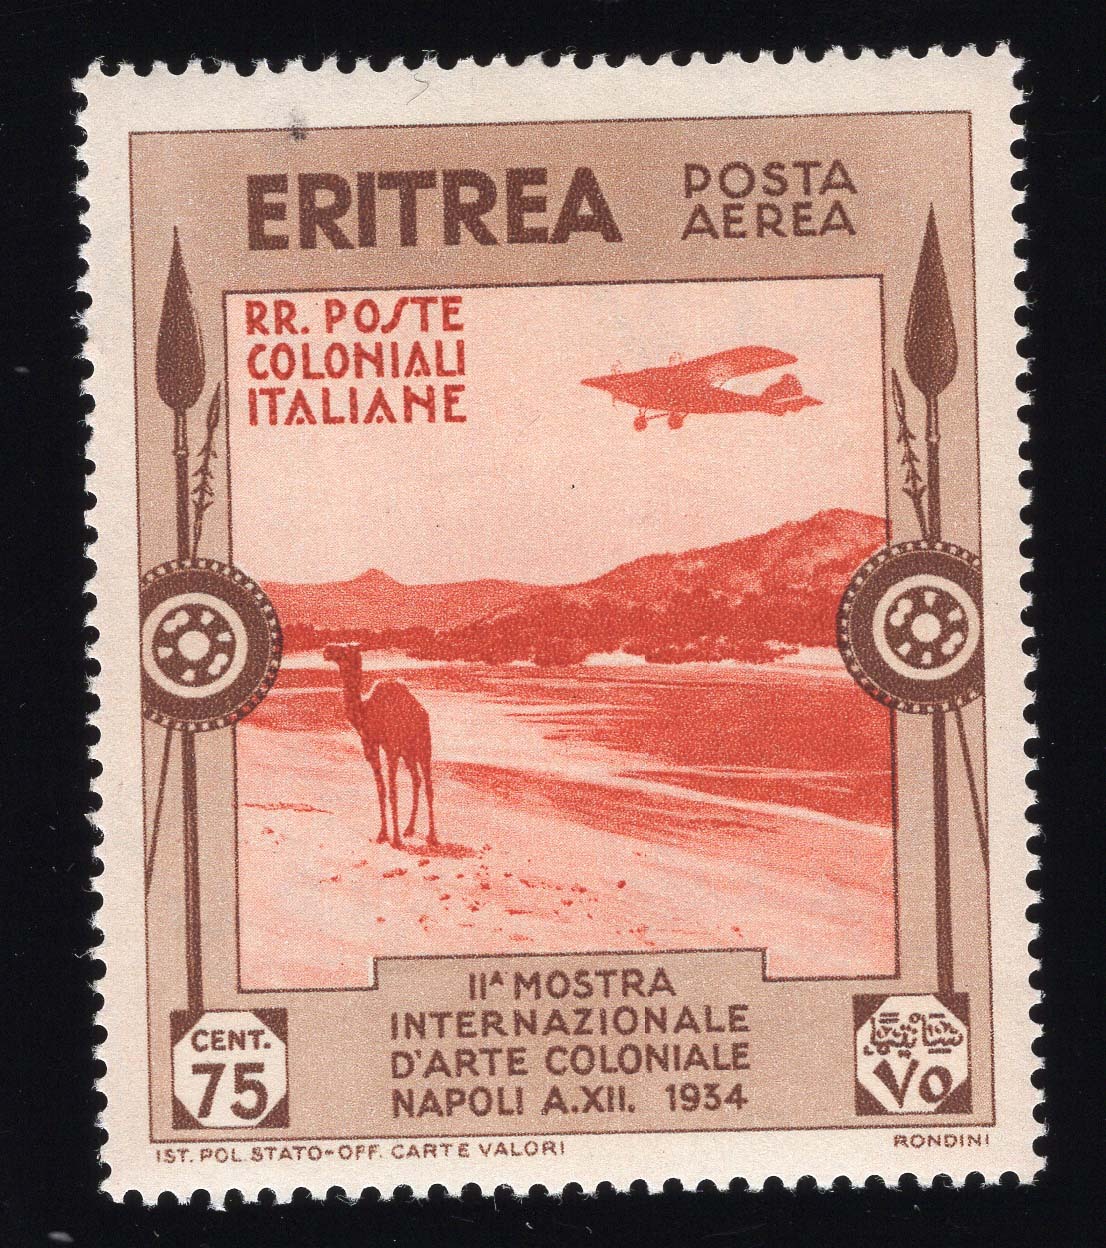 ERITREA
POSTA
AEREA
RR. POSTE
COLONIALI
ITALIANE
IIA MOSTRA
INTERNAZIONALE
D'ARTE COLONIALE
NAPOLI A.XII. 1934
CENT.
75
٧٥
IST. POL. STATO-OFF. CARTE VALORI
RONDINI